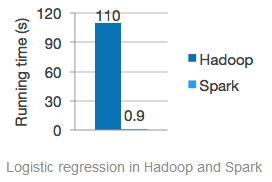 Running time (s)
120
90
60
30
0
110
0.9
Hadoop
Spark
Logistic regression in Hadoop and Spark